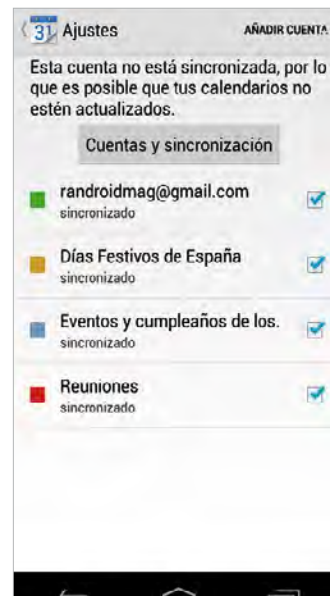 31 Ajustes AÑADIR CUENTA
Esta cuenta no está sincronizada, por lo
que es posible que tus calendarios no
estén actualizados.
Cuentas y sincronización
randroidmag@gmail.com
sincronizado
Días Festivos de España
sincronizado
Eventos y cumpleaños de los.
sincronizado
Reuniones
sincronizado